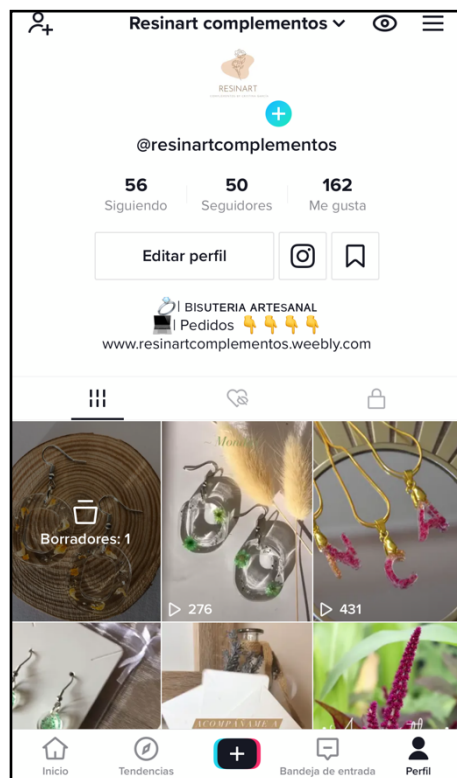 Resinart complementos
RESINART
@resinartcomplementos
56 50 162
Siguiendo Seguidores Me gusta
Editar perfil
| BISUTERIA ARTESANAL
| Pedidos
www.resinartcomplementos.weebly.com
Borradores: 1
276
431
ACOMPÁÑAME A
Inicio Tendencias Bandeja de entrada Perfil